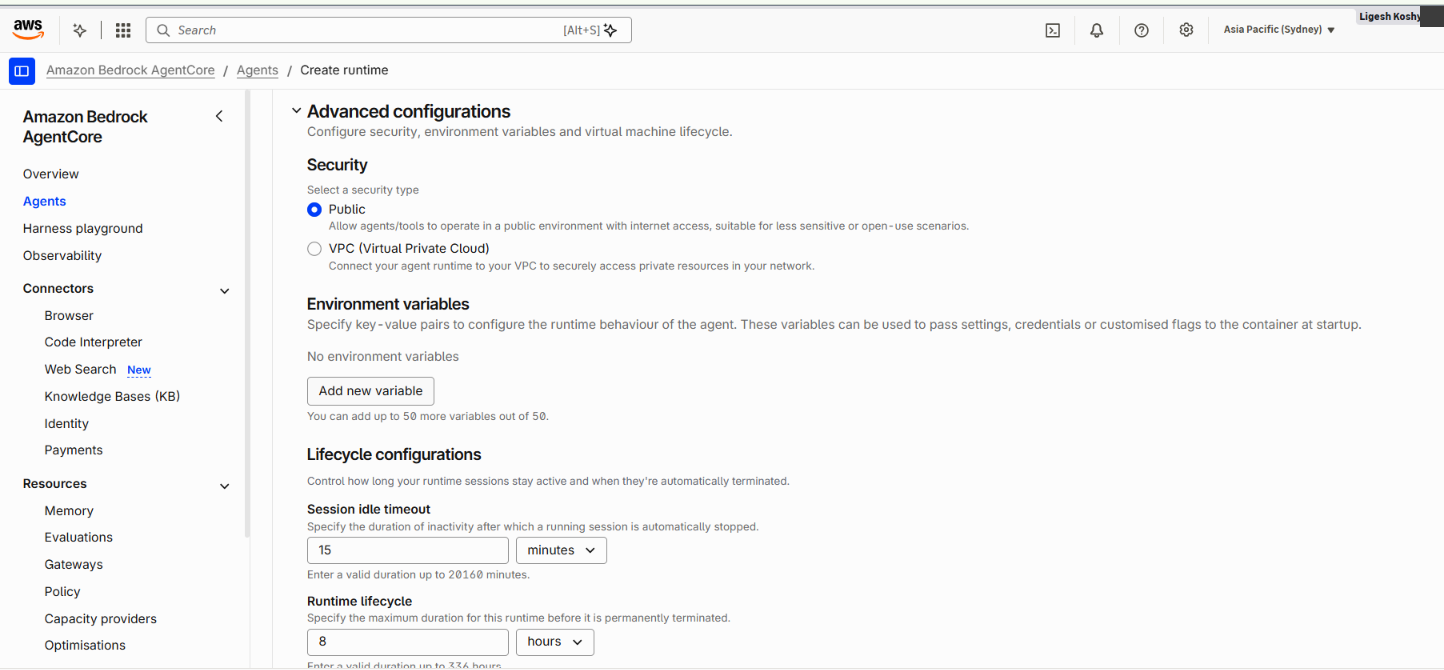 aws
Search
[Alt+S]
Asia Pacific (Sydney)
Ligesh Koshy
Amazon Bedrock AgentCore / Agents / Create runtime
Amazon Bedrock
AgentCore
Overview
Agents
Harness playground
Observability
Connectors
Browser
Code Interpreter
Web Search New
Knowledge Bases (KB)
Identity
Payments
Resources
Memory
Evaluations
Gateways
Policy
Capacity providers
Optimisations
Advanced configurations
Configure security, environment variables and virtual machine lifecycle.
Security
Select a security type
Public
Allow agents/tools to operate in a public environment with internet access, suitable for less sensitive or open-use scenarios.
VPC (Virtual Private Cloud)
Connect your agent runtime to your VPC to securely access private resources in your network.
Environment variables
Specify key-value pairs to configure the runtime behaviour of the agent. These variables can be used to pass settings, credentials or customised flags to the container at startup.
No environment variables
Add new variable
You can add up to 50 more variables out of 50.
Lifecycle configurations
Control how long your runtime sessions stay active and when they're automatically terminated.
Session idle timeout
Specify the duration of inactivity after which a running session is automatically stopped.
15 minutes
Enter a valid duration up to 20160 minutes.
Runtime lifecycle
Specify the maximum duration for this runtime before it is permanently terminated.
8 hours
Enter a valid duration up to 336 hours.